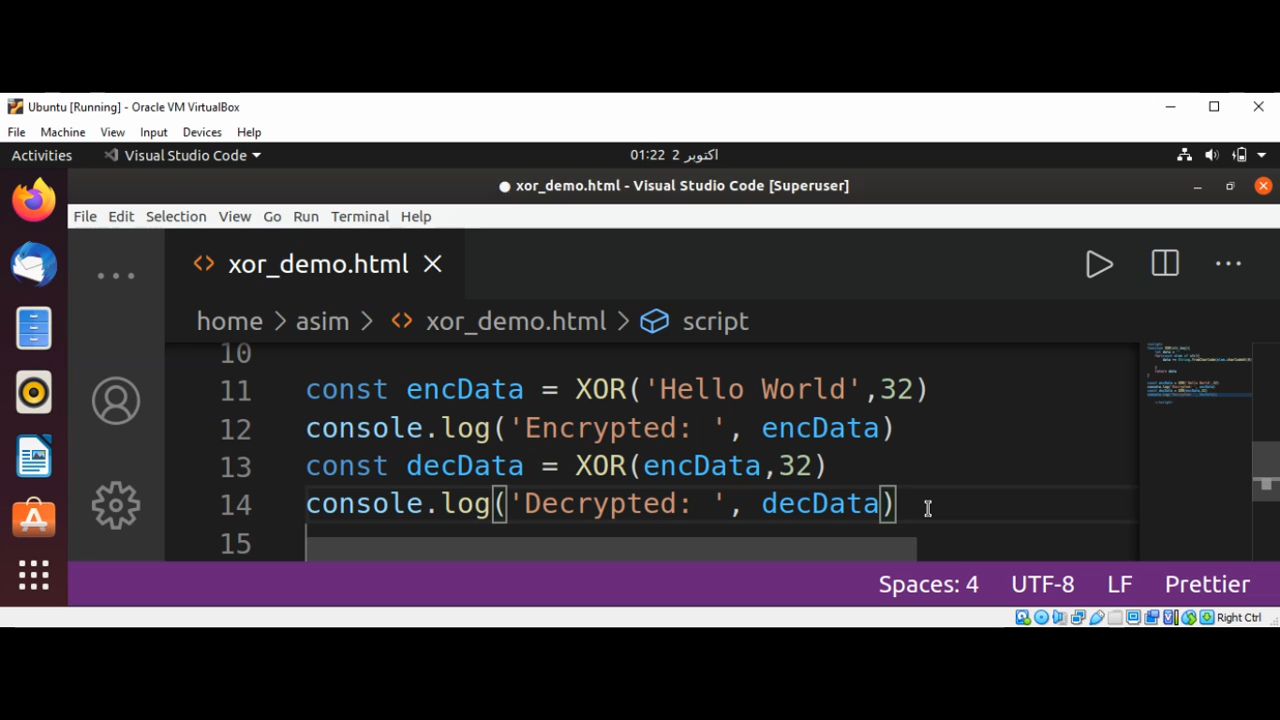 Ubuntu [Running] - Oracle VM VirtualBox
File Machine View Input Devices Help
Activities Visual Studio Code 01:22 2 اکتوبر
● xor_demo.html - Visual Studio Code [Superuser]
File Edit Selection View Go Run Terminal Help
xor_demo.html
home > asim > xor_demo.html > script
10
11 const encData = XOR('Hello World',32)
12 console.log('Encrypted: ', encData)
13 const decData = XOR(encData,32)
14 console.log('Decrypted: ', decData)
15
Spaces: 4 UTF-8 LF Prettier
Right Ctrl